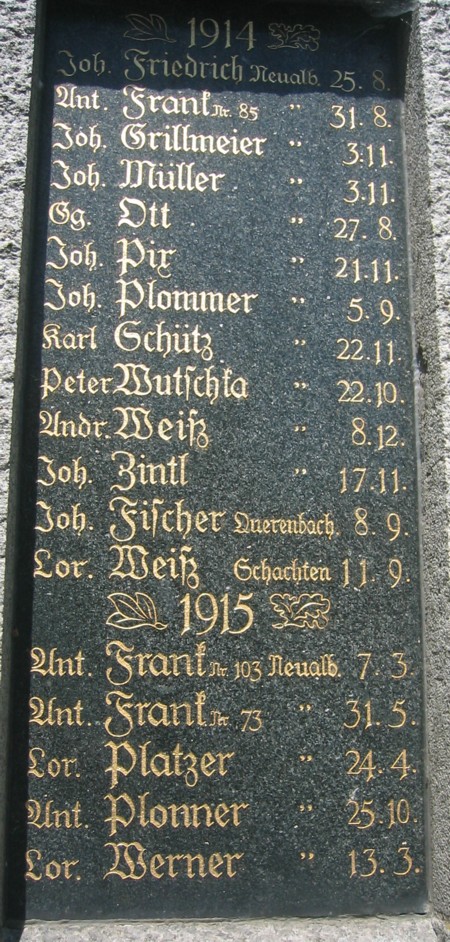 1914
Joh. Friedrich Neualb. 25. 8.
Ant. Frank Nr. 85 " 31. 8.
Joh. Grillmeier " 3. 11.
Joh. Müller " 3. 11.
Gg. Ott " 27. 8.
Joh. Pix " 21. 11.
Joh. Plommer " 5. 9.
Karl Schütz " 22. 11.
Peter Wutſchka " 22. 10.
Andr. Weiß " 8. 12.
Joh. Zintl " 17. 11.
Joh. Fiſcher Querenbach. 8. 9.
Lor. Weiß Schachten 11. 9.
1915
Ant. Frank Nr. 103 Neualb. 7. 3.
Ant. Frank Nr. 73 " 31. 5.
Lor. Platzer " 24. 4.
Ant. Plonner " 25. 10.
Lor. Werner " 13. 3.